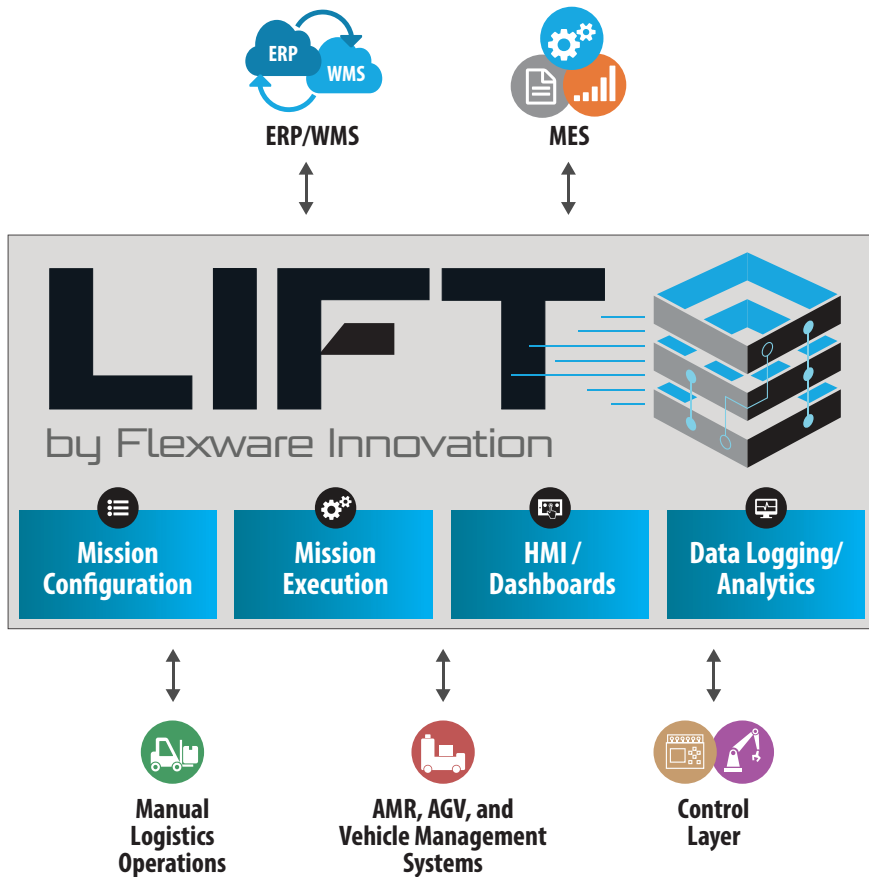 ERP
WMS
ERP/WMS
MES
LIFT
by Flexware Innovation
Mission
Configuration
Mission
Execution
HMI /
Dashboards
Data Logging/
Analytics
Manual
Logistics
Operations
AMR, AGV, and
Vehicle Management
Systems
Control
Layer